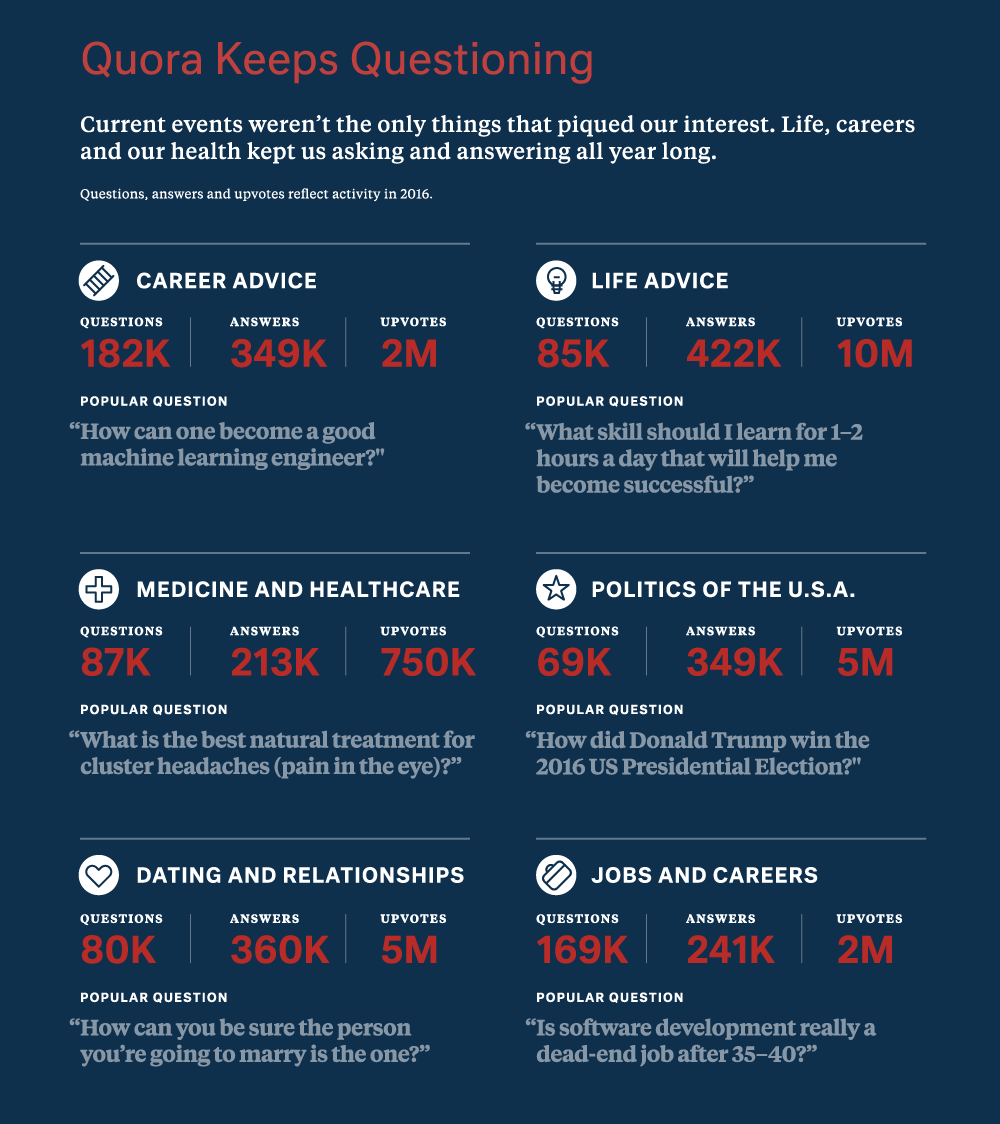 Quora Keeps Questioning
Current events weren’t the only things that piqued our interest. Life, careers
and our health kept us asking and answering all year long.
Questions, answers and upvotes reflect activity in 2016.
CAREER ADVICE
QUESTIONS ANSWERS UPVOTES
182K 349K 2M
POPULAR QUESTION
“How can one become a good
machine learning engineer?"
LIFE ADVICE
QUESTIONS ANSWERS UPVOTES
85K 422K 10M
POPULAR QUESTION
“What skill should I learn for 1–2
hours a day that will help me
become successful?”
MEDICINE AND HEALTHCARE
QUESTIONS ANSWERS UPVOTES
87K 213K 750K
POPULAR QUESTION
“What is the best natural treatment for
cluster headaches (pain in the eye)?”
POLITICS OF THE U.S.A.
QUESTIONS ANSWERS UPVOTES
69K 349K 5M
POPULAR QUESTION
“How did Donald Trump win the
2016 US Presidential Election?"
DATING AND RELATIONSHIPS
QUESTIONS ANSWERS UPVOTES
80K 360K 5M
POPULAR QUESTION
“How can you be sure the person
you’re going to marry is the one?”
JOBS AND CAREERS
QUESTIONS ANSWERS UPVOTES
169K 241K 2M
POPULAR QUESTION
“Is software development really a
dead-end job after 35–40?”